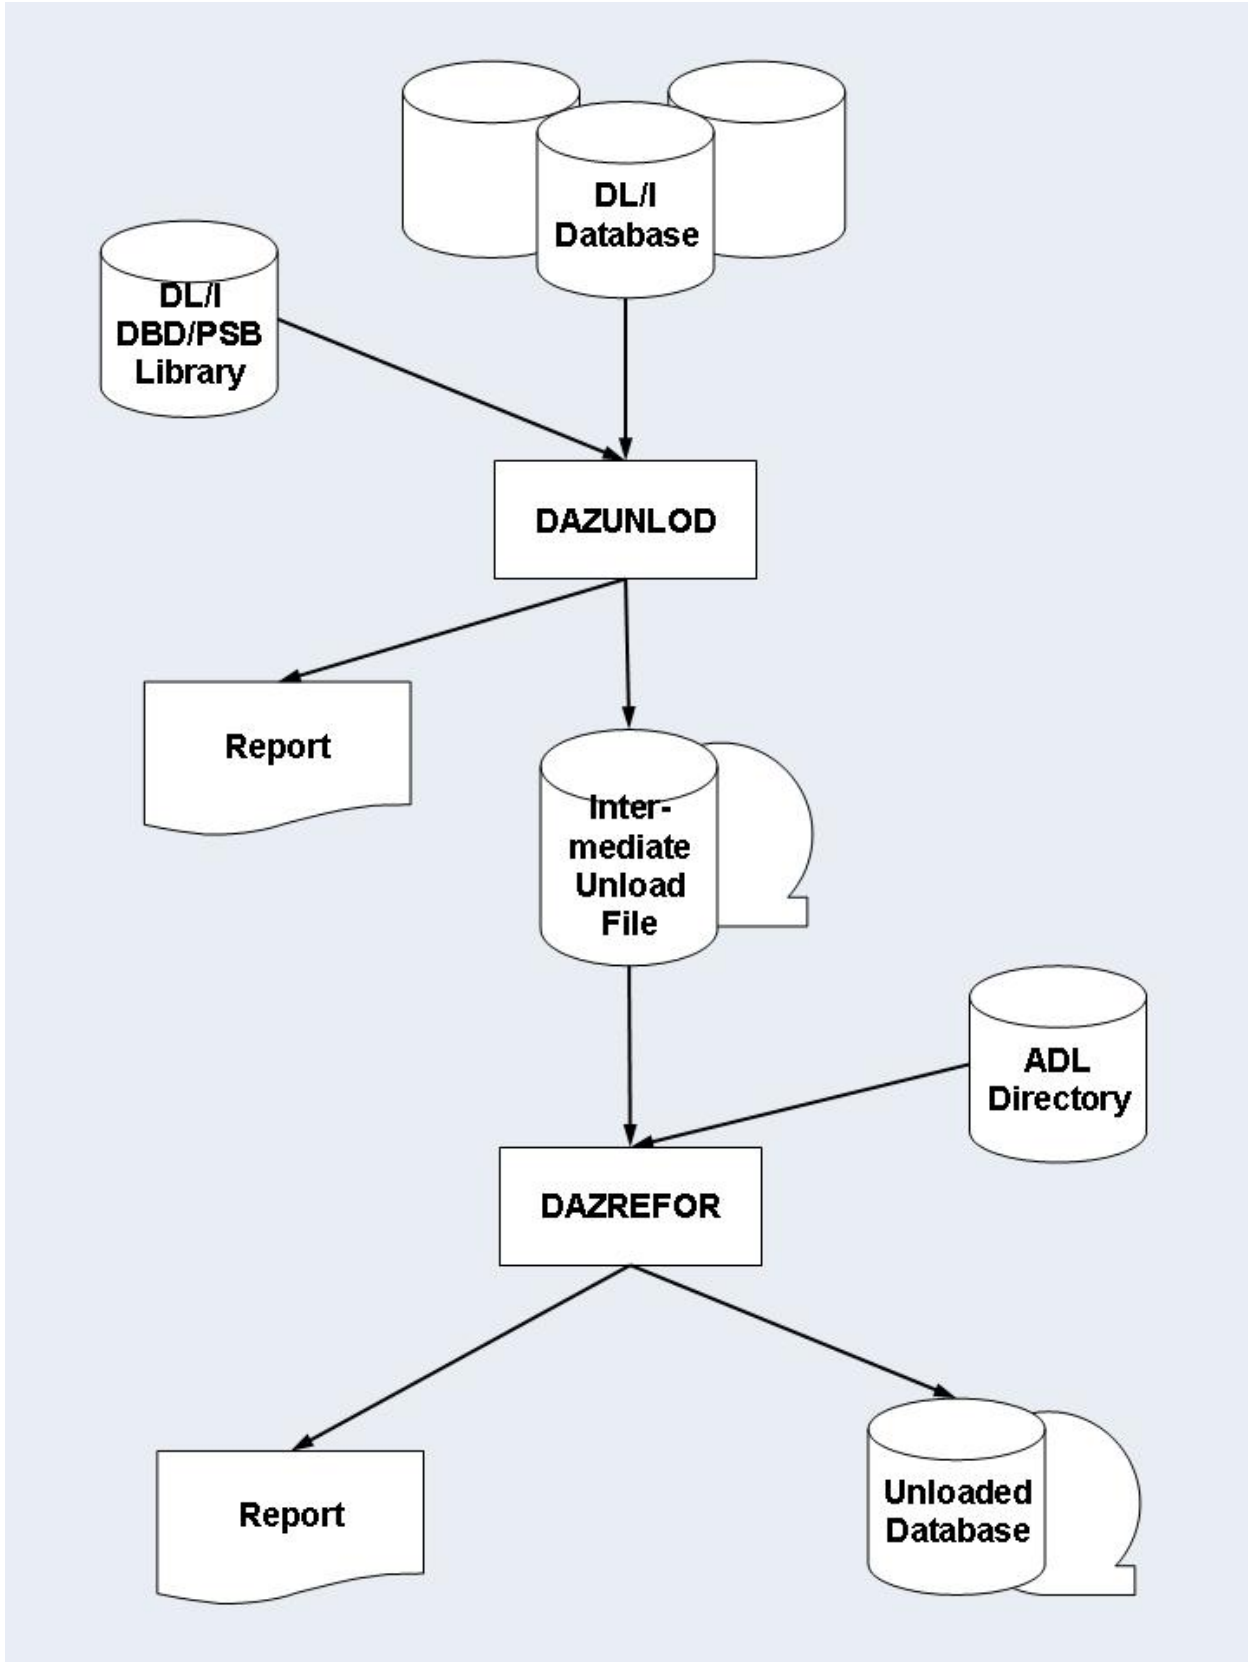 DL/I
Database
DL/I
DBD/PSB
Library
DAZUNLOD
Report
Inter-
mediate
Unload
File
ADL
Directory
DAZREFOR
Report
Unloaded
Database